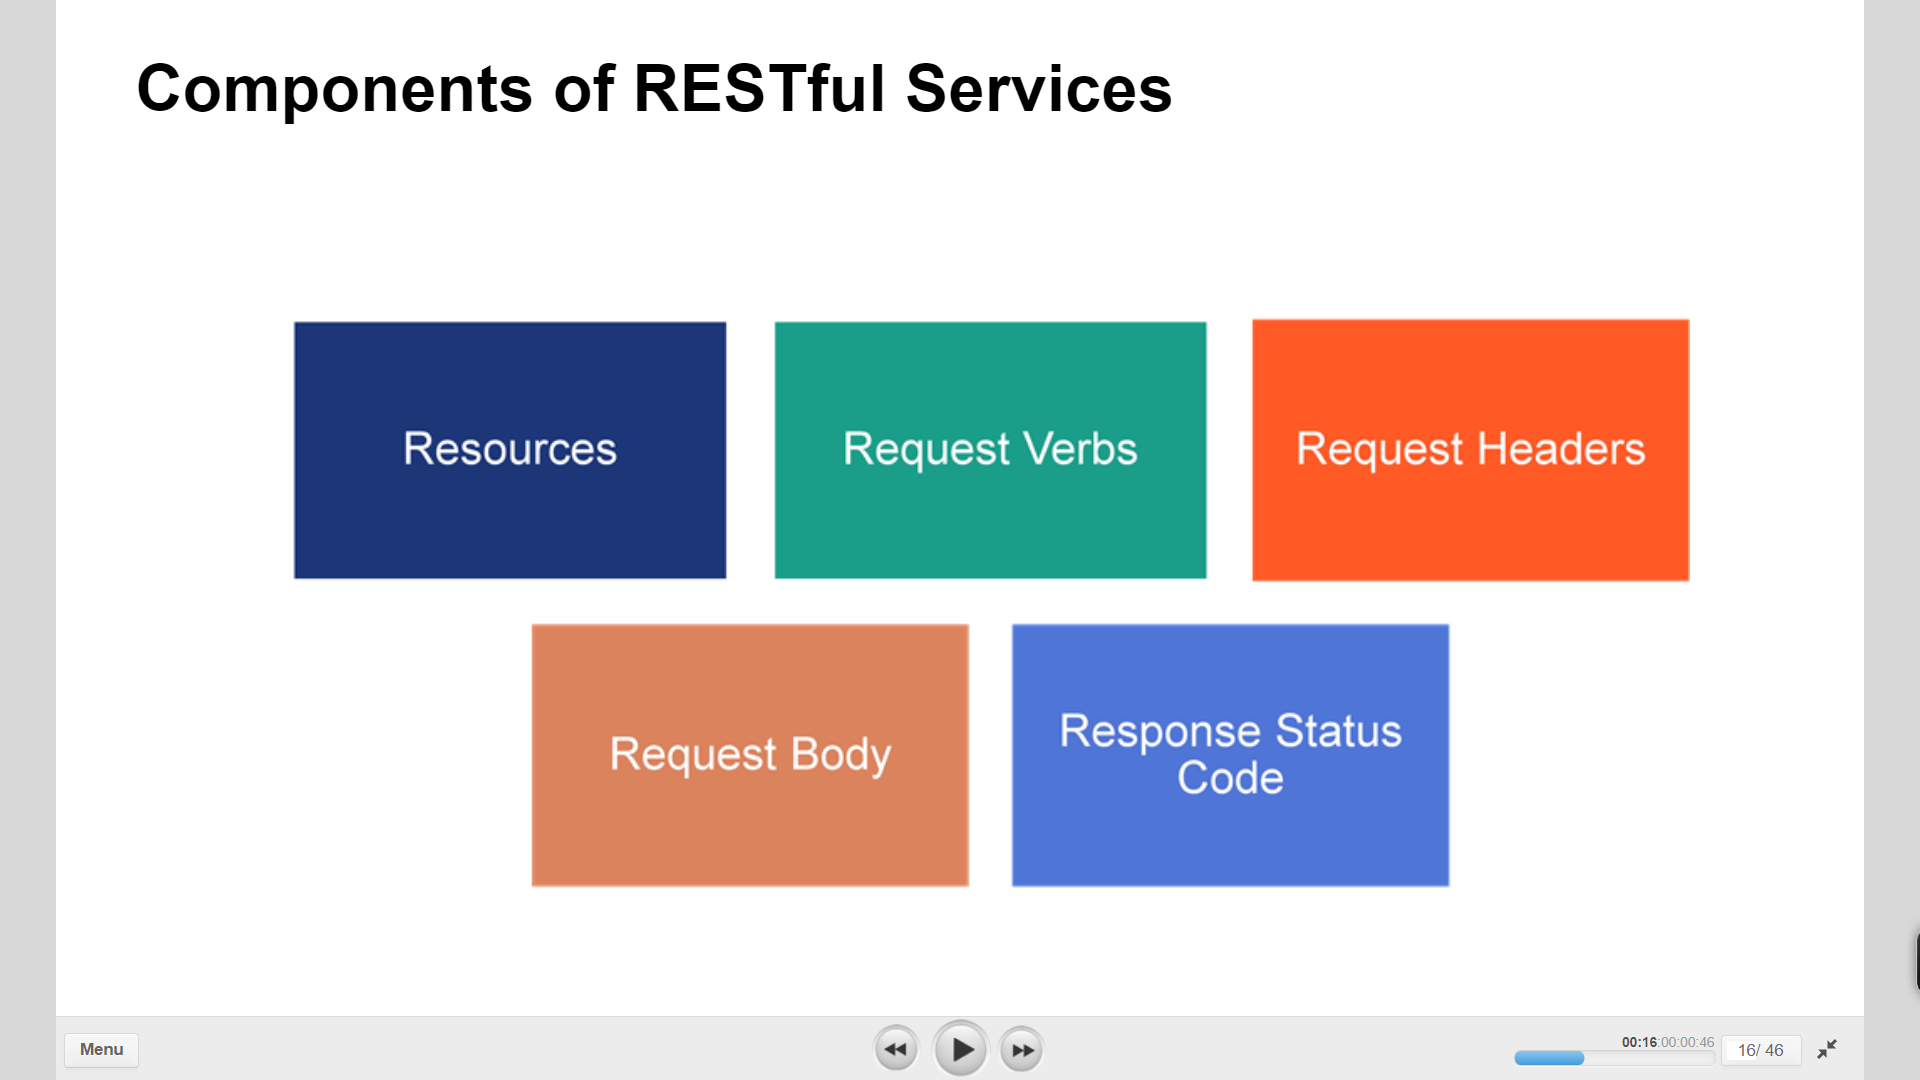 Components of RESTful Services
Resources
Request Verbs
Request Headers
Request Body
Response Status
Code
Menu
00:16:00:00:46
16/ 46